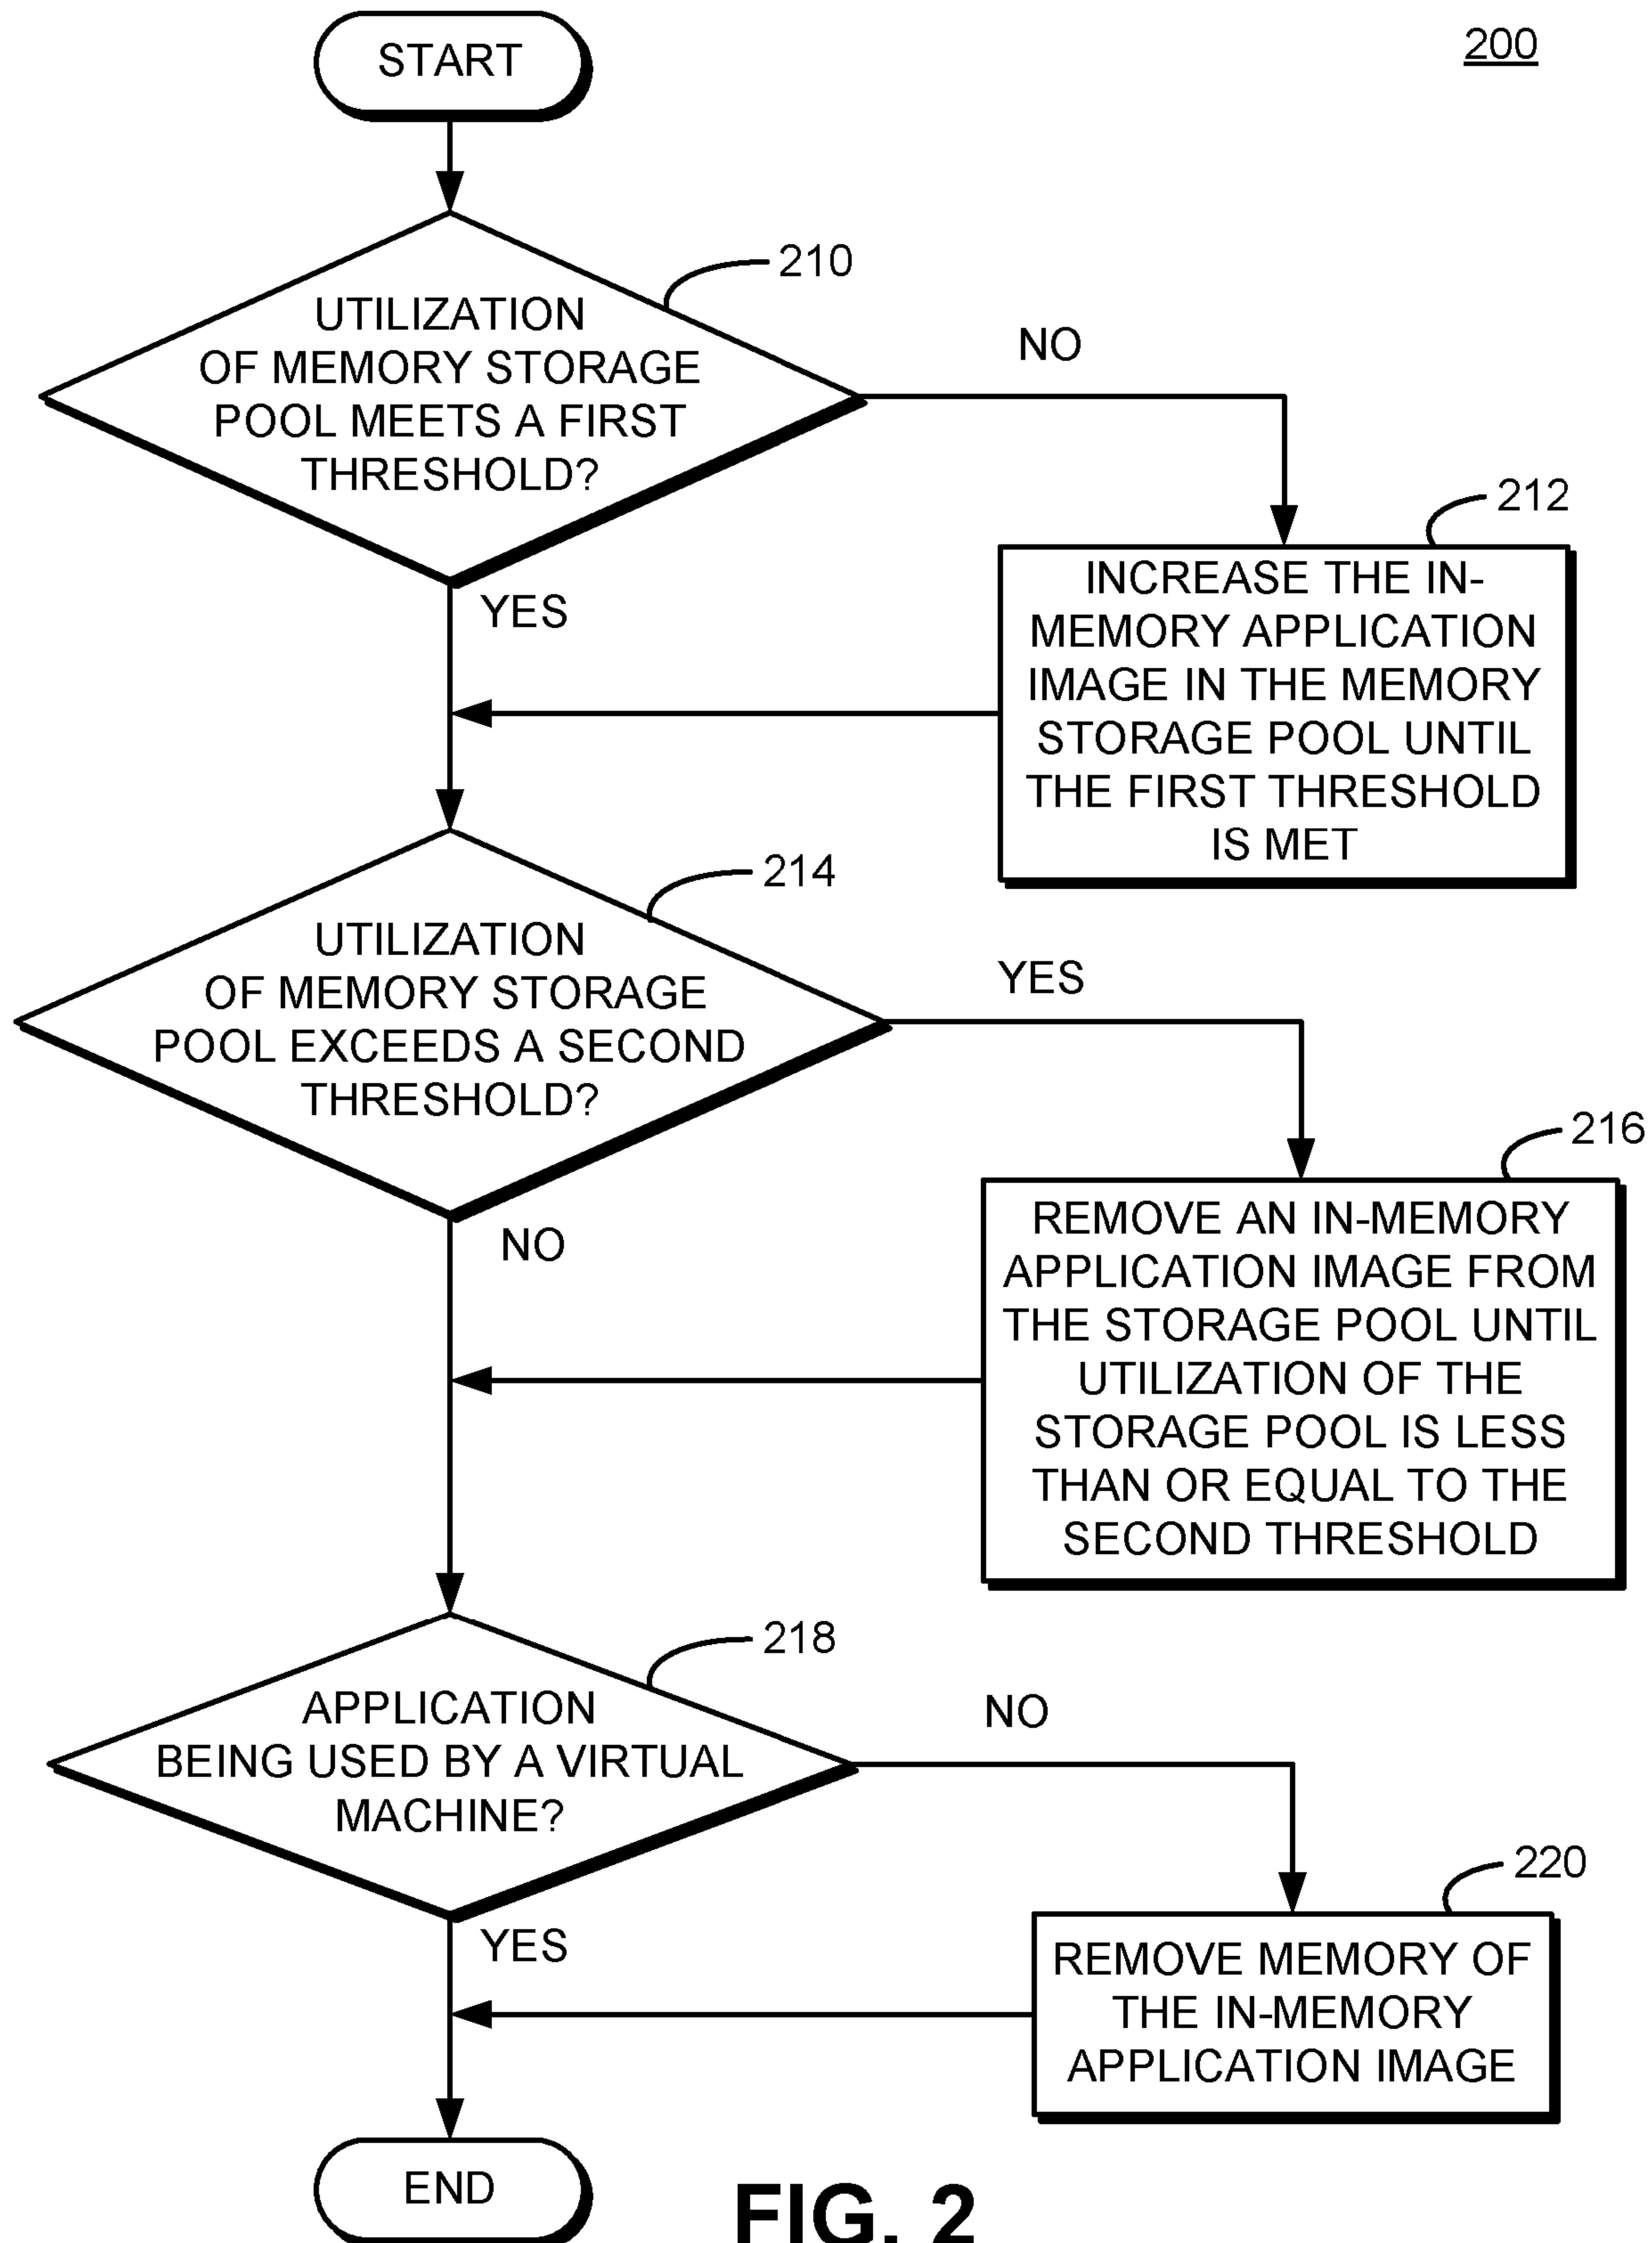 START
200
210
UTILIZATION
OF MEMORY STORAGE
POOL MEETS A FIRST
THRESHOLD?
NO
YES
212
INCREASE THE IN-
MEMORY APPLICATION
IMAGE IN THE MEMORY
STORAGE POOL UNTIL
THE FIRST THRESHOLD
IS MET
214
UTILIZATION
OF MEMORY STORAGE
POOL EXCEEDS A SECOND
THRESHOLD?
YES
NO
216
REMOVE AN IN-MEMORY
APPLICATION IMAGE FROM
THE STORAGE POOL UNTIL
UTILIZATION OF THE
STORAGE POOL IS LESS
THAN OR EQUAL TO THE
SECOND THRESHOLD
218
APPLICATION
BEING USED BY A VIRTUAL
MACHINE?
NO
YES
220
REMOVE MEMORY OF
THE IN-MEMORY
APPLICATION IMAGE
END
FIG. 2